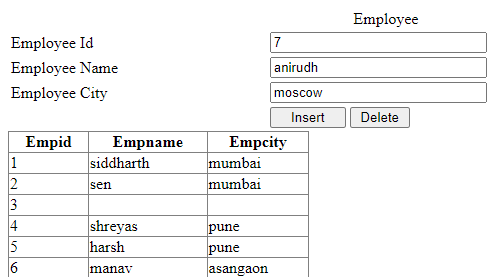 Employee
Employee Id 7
Employee Name anirudh
Employee City moscow
Insert Delete
Empid Empname Empcity
1 siddharth mumbai
2 sen mumbai
3
4 shreyas pune
5 harsh pune
6 manav asangaon